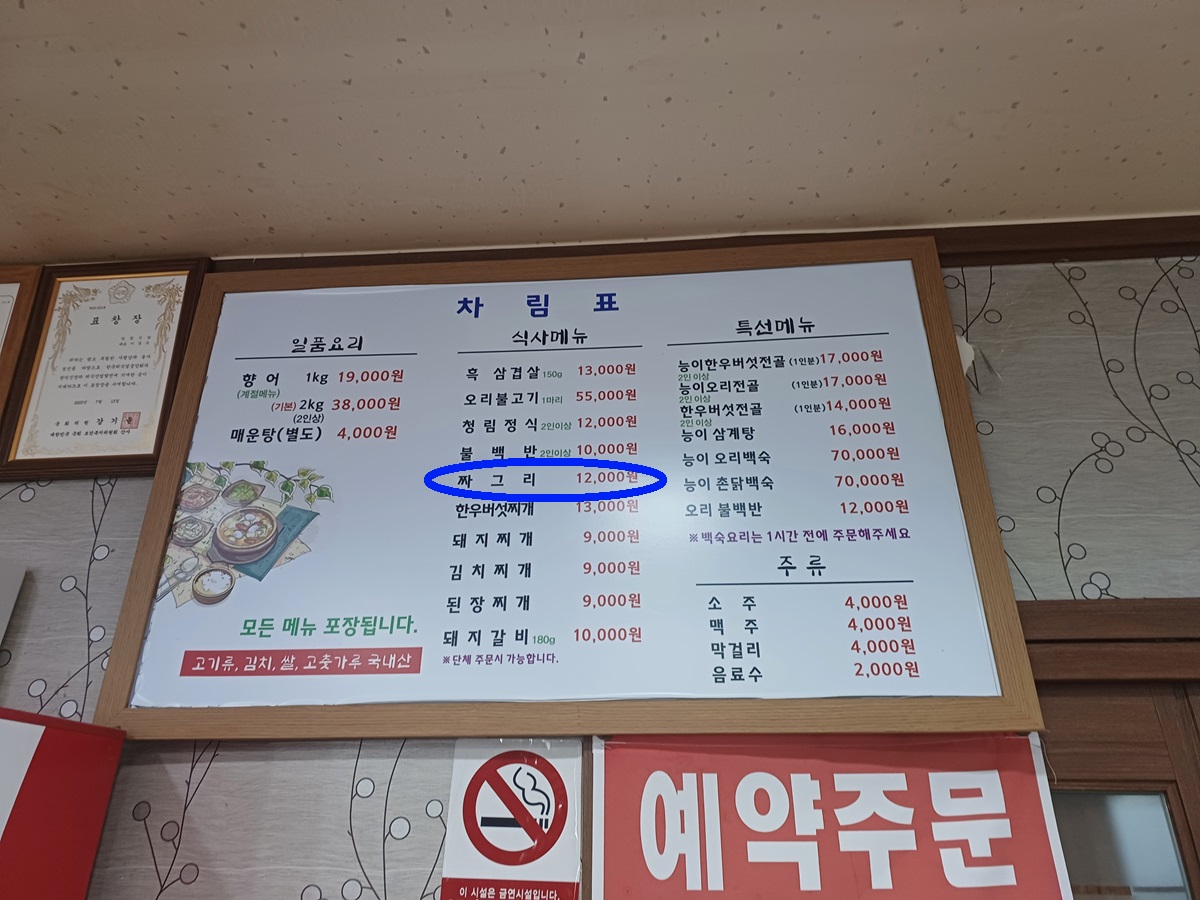 차 림 표
일품요리
향 어 1kg 19,000원
(계절메뉴)
(기본) 2kg 38,000원
(2인상)
매운탕(별도) 4,000원
모든 메뉴 포장됩니다.
고기류, 김치, 쌀, 고춧가루 국내산
식사메뉴
흑 삼겹살 150g 13,000원
오리불고기 1마리 55,000원
청림정식 2인이상 12,000원
불 백 반 2인이상 10,000원
짜 그 리 12,000원
한우버섯찌개 13,000원
돼지찌개 9,000원
김치찌개 9,000원
된장찌개 9,000원
돼지갈비 180g 10,000원
※단체 주문시 가능합니다.
특선메뉴
능이한우버섯전골 (1인분) 17,000원
2인 이상
능이오리전골 (1인분) 17,000원
2인 이상
한우버섯전골 (1인분) 14,000원
2인 이상
능이 삼계탕 16,000원
능이 오리백숙 70,000원
능이 촌닭백숙 70,000원
오리 불백반 12,000원
※ 백숙요리는 1시간 전에 주문해주세요
주 류
소 주 4,000원
맥 주 4,000원
막걸리 4,000원
음료수 2,000원
표 창 장
예약주문
이 시설은 금연시설입니다.